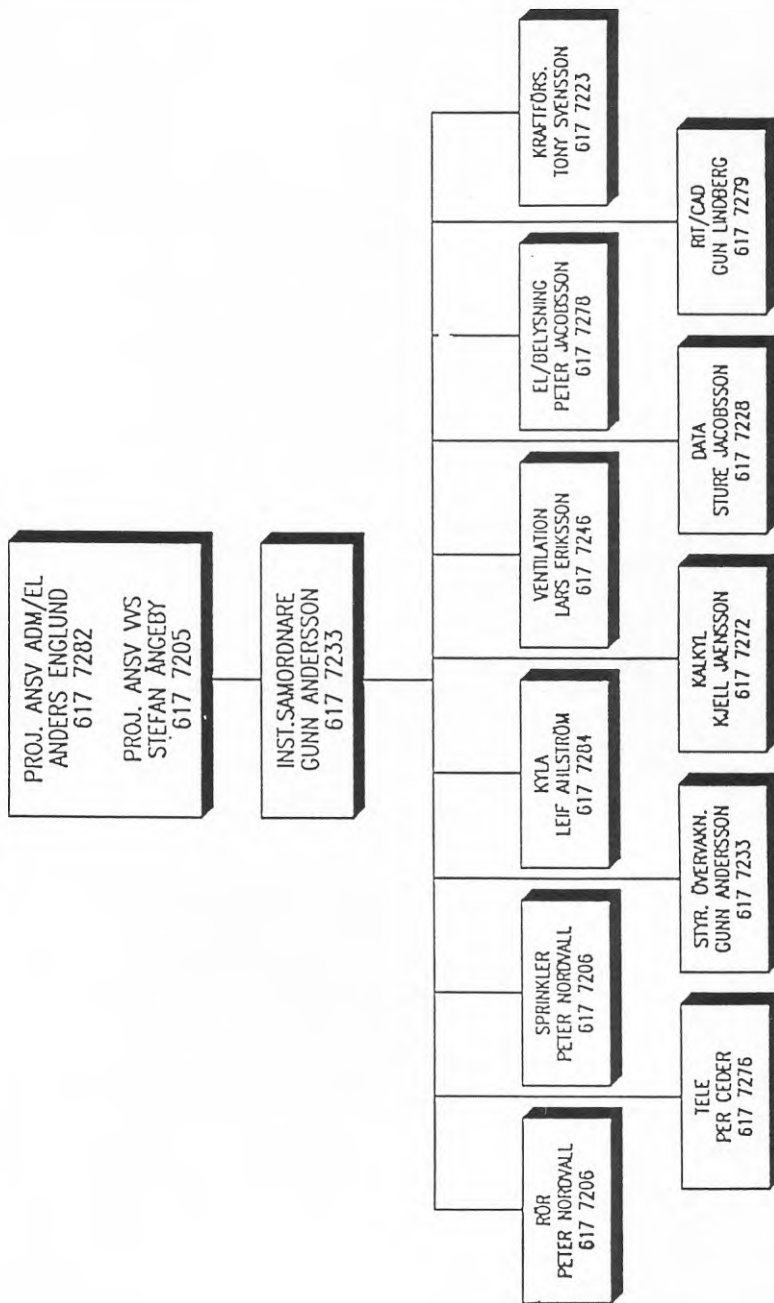 PROJ. ANSV ADM/EL
ANDERS ENGLUND
617 7282
PROJ. ANSV VVS
STEFAN ÄNGEBY
617 7205
INST.SAMORDNARE
GUNN ANDERSSON
617 7233
RÖR
PETER NORDVALL
617 7206
SPRINKLER
PETER NORDVALL
617 7206
KYLA
LEIF AHLSTRÖM
617 7284
VENTILATION
LARS ERIKSSON
617 7246
EL/BELYSNING
PETER JACOBSSON
617 7278
KRAFTFÖRS.
TONY SVENSSON
617 7223
TELE
PER CEDER
617 7276
STYR. ÖVERVAKN.
GUNN ANDERSSON
617 7233
KALKYL
KJELL JAENSSON
617 7272
DATA
STURE JACOBSSON
617 7228
RIT/CAD
GUN LINDBERG
617 7279